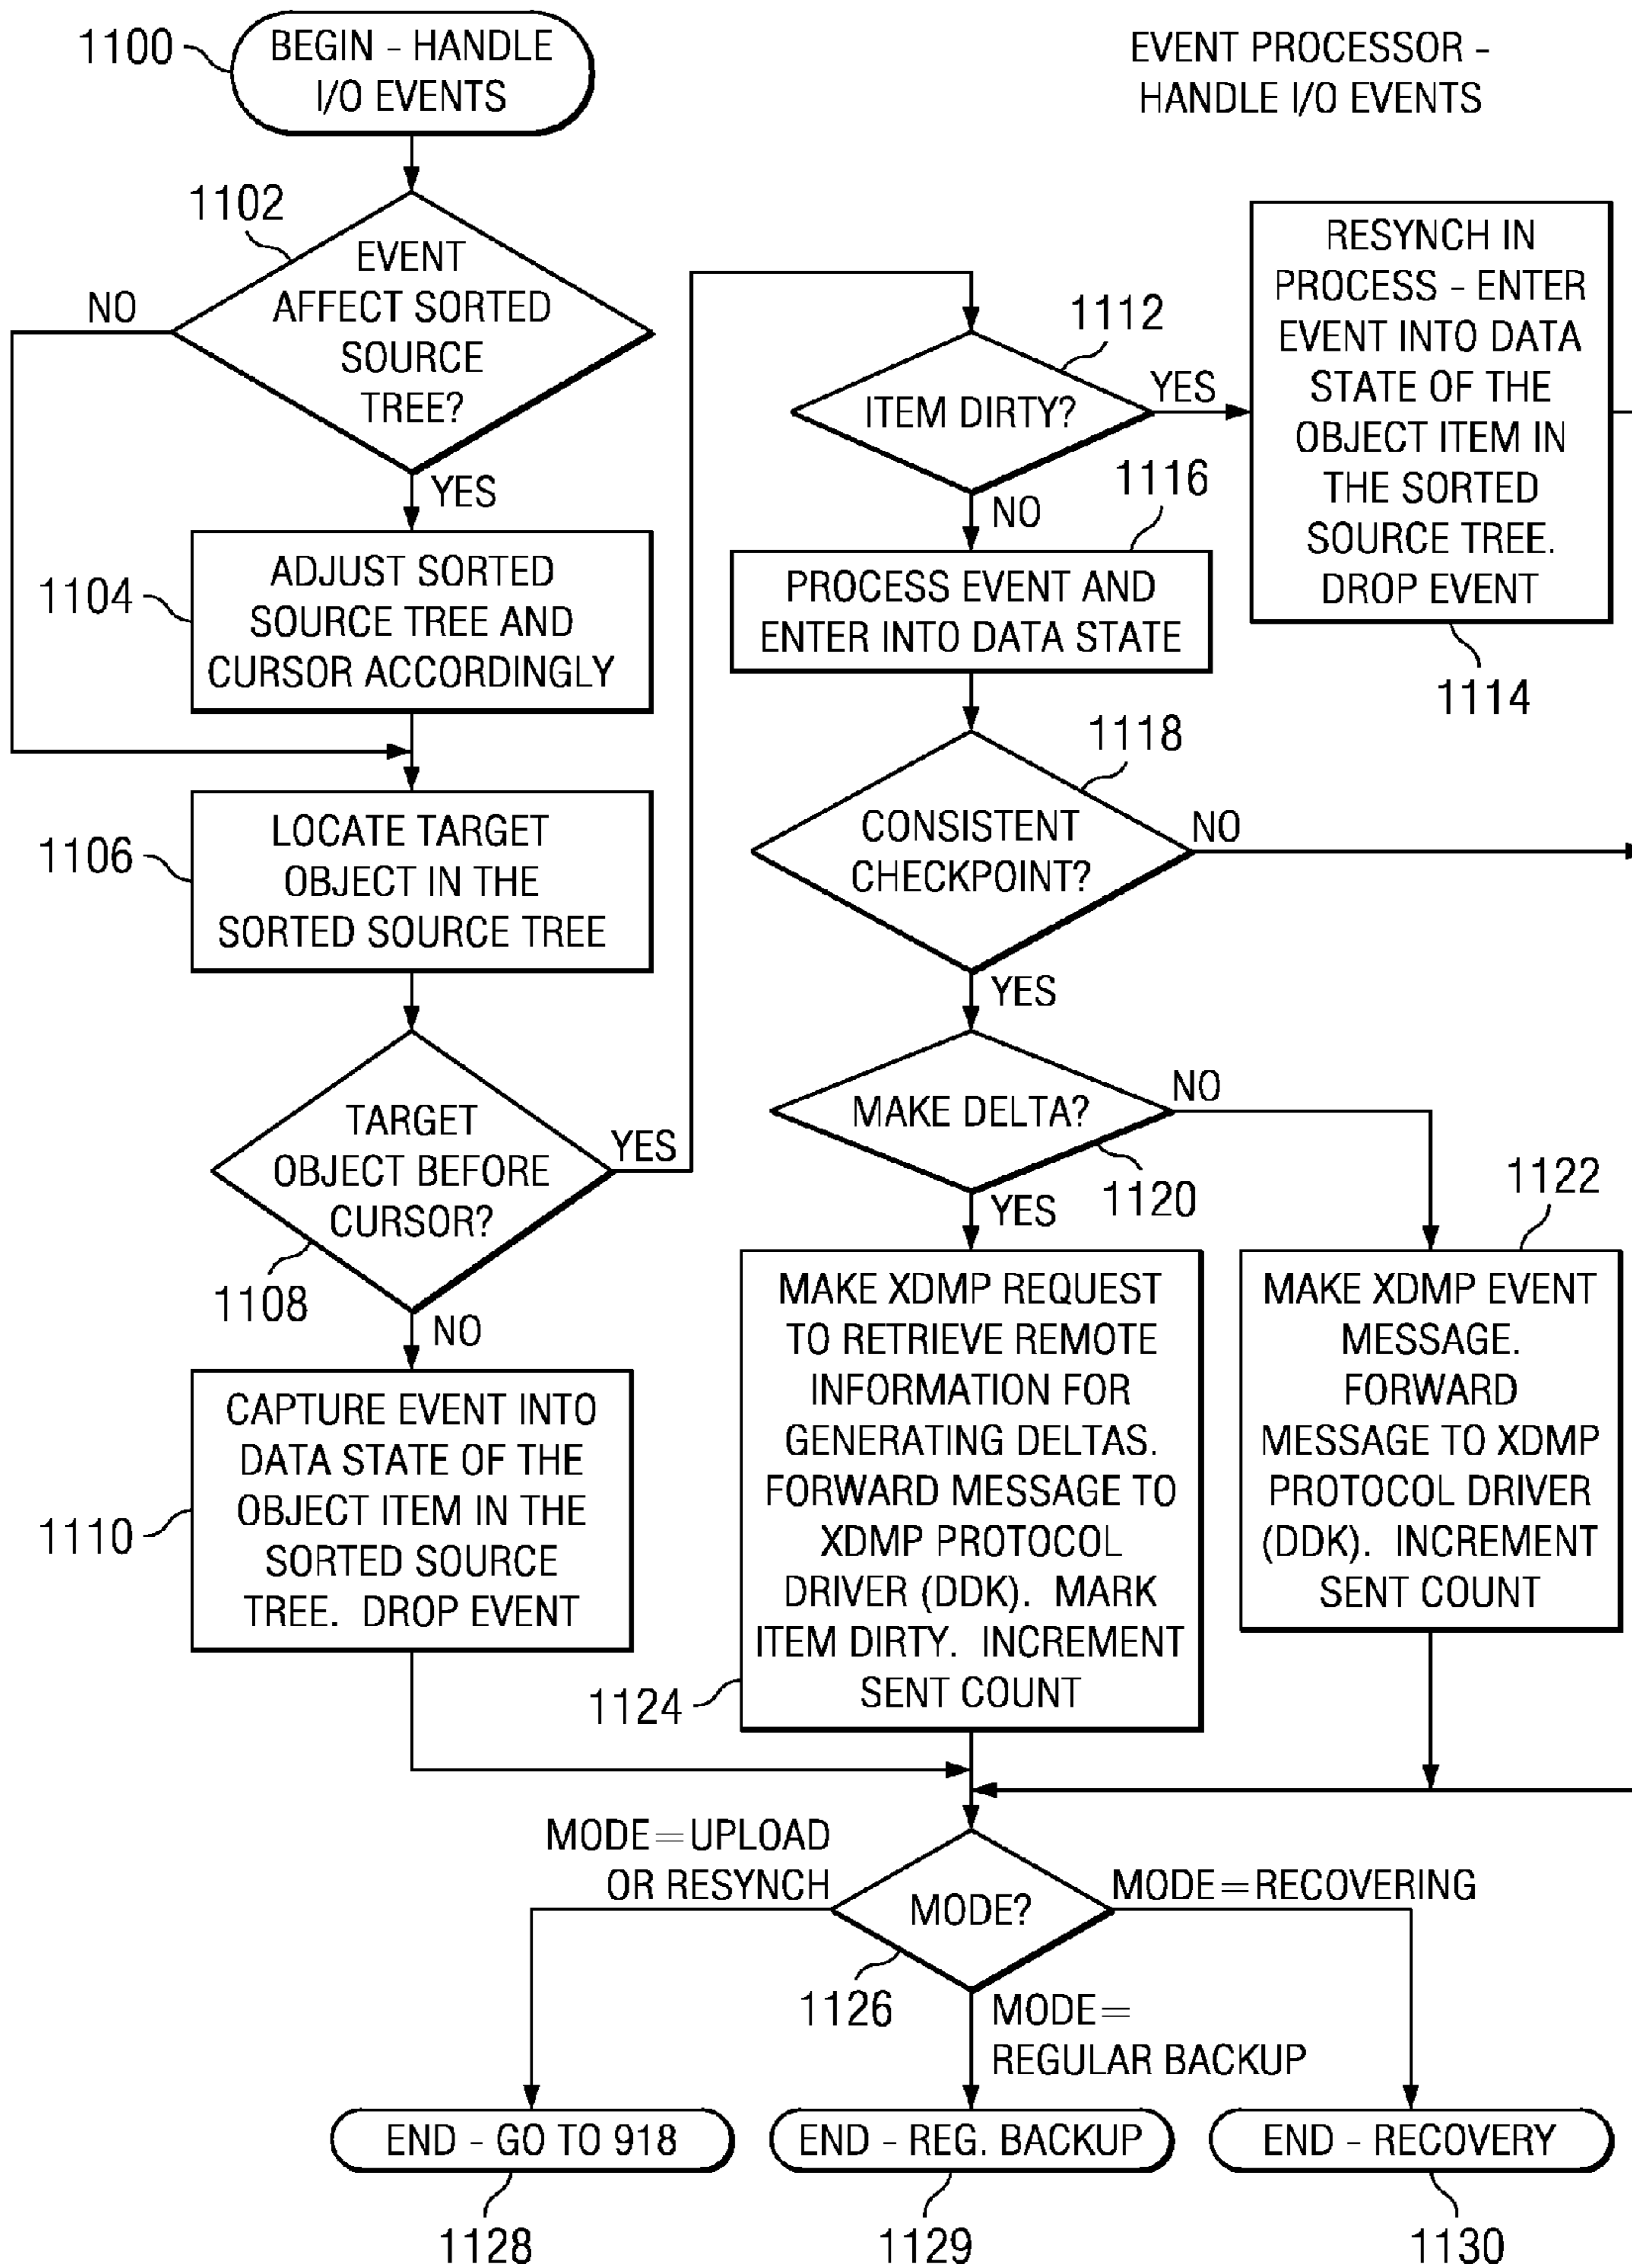 EVENT PROCESSOR -
HANDLE I/O EVENTS
1100
BEGIN - HANDLE
I/O EVENTS
1102
EVENT
AFFECT SORTED
SOURCE
TREE?
NO
YES
1104
ADJUST SORTED
SOURCE TREE AND
CURSOR ACCORDINGLY
1106
LOCATE TARGET
OBJECT IN THE
SORTED SOURCE TREE
TARGET
OBJECT BEFORE
CURSOR?
YES
1108
NO
1110
CAPTURE EVENT INTO
DATA STATE OF THE
OBJECT ITEM IN THE
SORTED SOURCE
TREE. DROP EVENT
1112
ITEM DIRTY?
YES
NO
RESYNCH IN
PROCESS - ENTER
EVENT INTO DATA
STATE OF THE
OBJECT ITEM IN
THE SORTED
SOURCE TREE.
DROP EVENT
1114
1116
PROCESS EVENT AND
ENTER INTO DATA STATE
1118
CONSISTENT
CHECKPOINT?
NO
YES
MAKE DELTA?
NO
1120
YES
1122
MAKE XDMP EVENT
MESSAGE.
FORWARD
MESSAGE TO XDMP
PROTOCOL DRIVER
(DDK). INCREMENT
SENT COUNT
MAKE XDMP REQUEST
TO RETRIEVE REMOTE
INFORMATION FOR
GENERATING DELTAS.
FORWARD MESSAGE TO
XDMP PROTOCOL
DRIVER (DDK). MARK
ITEM DIRTY. INCREMENT
SENT COUNT
1124
MODE=UPLOAD
OR RESYNCH
MODE?
MODE=RECOVERING
1126
MODE=
REGULAR BACKUP
END - GO TO 918
END - REG. BACKUP
END - RECOVERY
1128
1129
1130